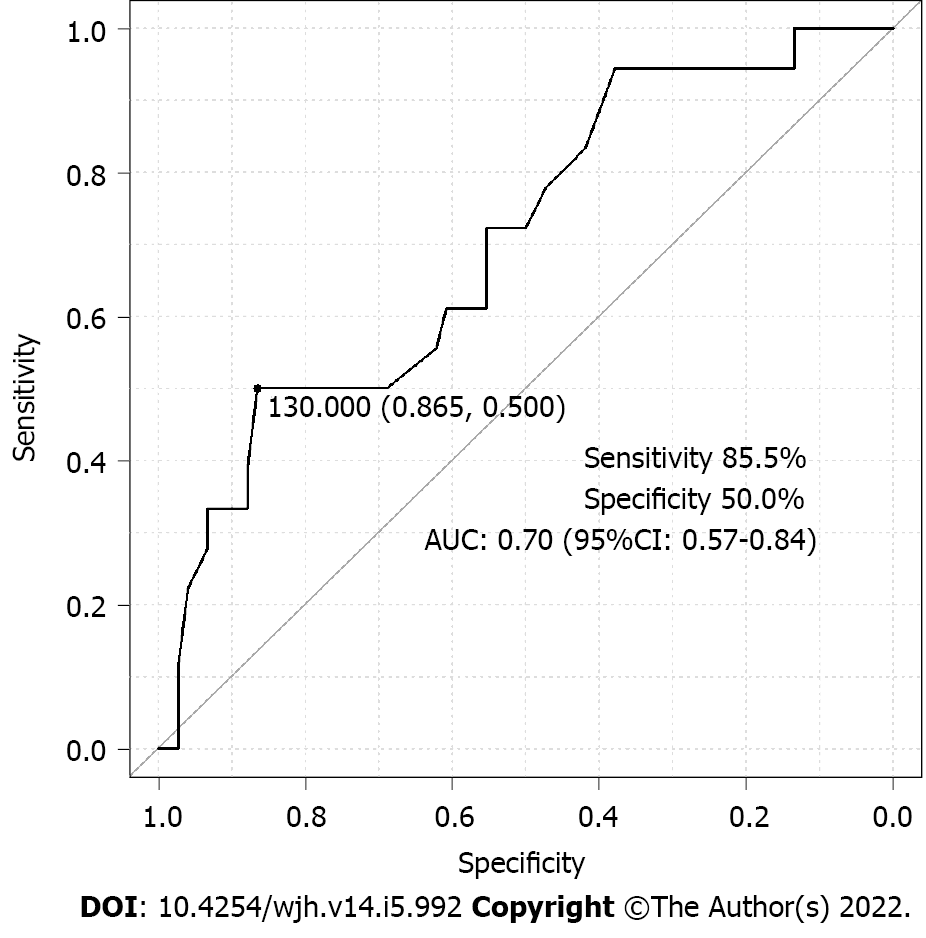 1.0
0.8
0.6
0.4
0.2
0.0
Sensitivity
130.000 (0.865, 0.500)
Sensitivity 85.5%
Specificity 50.0%
AUC: 0.70 (95%CI: 0.57-0.84)
1.0 0.8 0.6 0.4 0.2 0.0
Specificity
DOI: 10.4254/wjh.v14.i5.992 Copyright ©The Author(s) 2022.